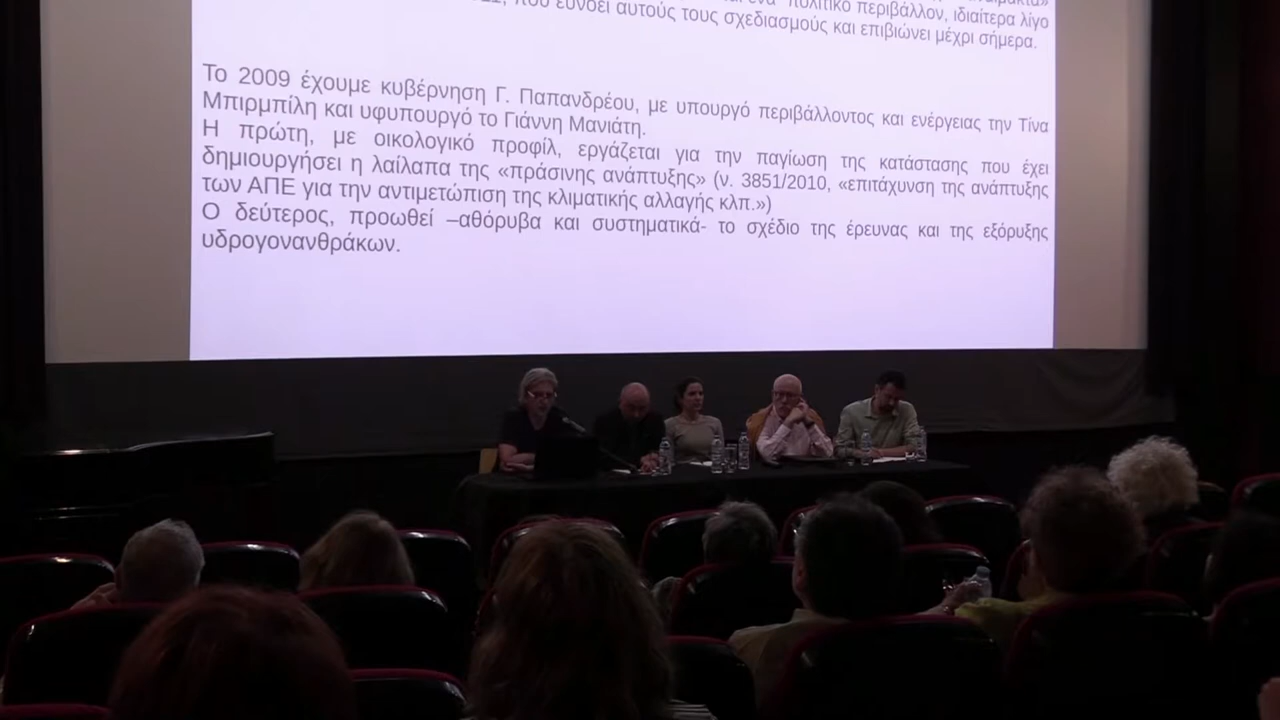 πολιτικό περιβάλλον, ιδιαίτερα λίγο
που ευνοεί αυτούς τους σχεδιασμούς και επιβιώνει μέχρι σήμερα.
Το 2009 έχουμε κυβέρνηση Γ. Παπανδρέου, με υπουργό περιβάλλοντος και ενέργειας την Τίνα
Μπιρμπίλη και υφυπουργό το Γιάννη Μανιάτη.
Η πρώτη, με οικολογικό προφίλ, εργάζεται για την παγίωση της κατάστασης που έχει
δημιουργήσει η λαίλαπα της «πράσινης ανάπτυξης» (ν. 3851/2010, «επιτάχυνση της ανάπτυξης
των ΑΠΕ για την αντιμετώπιση της κλιματικής αλλαγής κλπ.»)
Ο δεύτερος, προωθεί –αθόρυβα και συστηματικά- το σχέδιο της έρευνας και της εξόρυξης
υδρογονανθράκων.